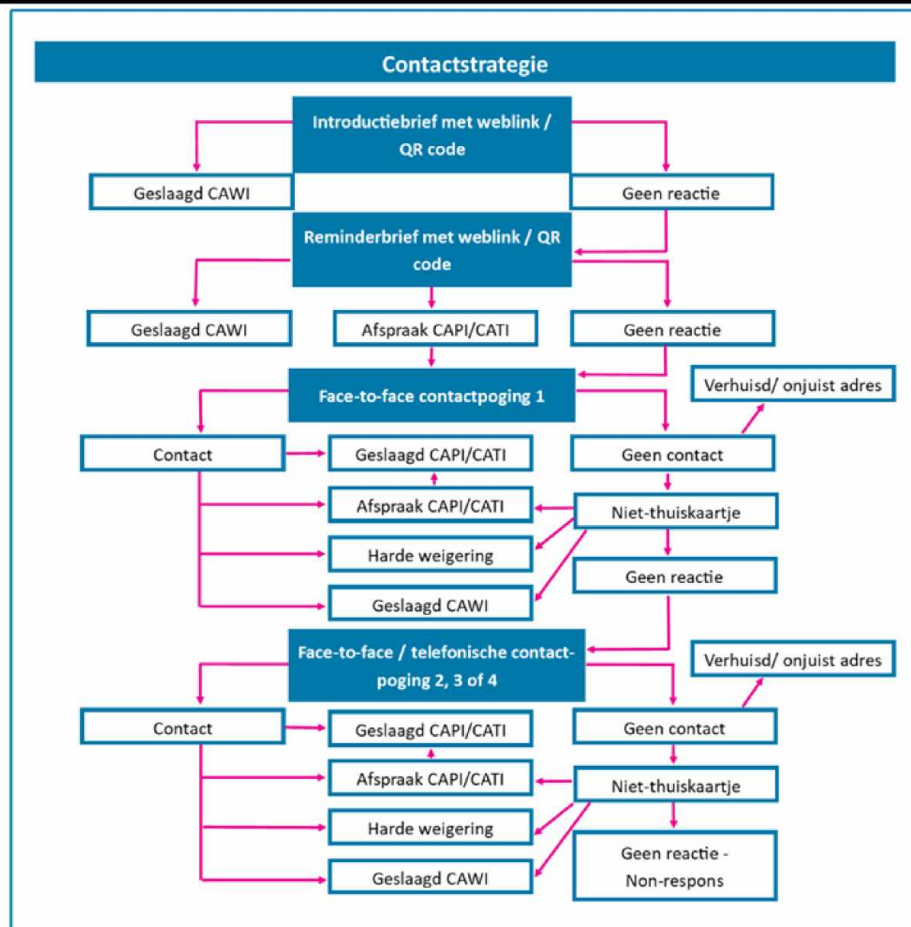 Contactstrategie
Introductiebrief met weblink /
QR code
Geslaagd CAWI
Geen reactie
Reminderbrief met weblink / QR
code
Geslaagd CAWI
Afspraak CAPI/CATI
Geen reactie
Verhuisd/ onjuist adres
Face-to-face contactpoging 1
Contact
Geslaagd CAPI/CATI
Geen contact
Afspraak CAPI/CATI
Niet-thuiskaartje
Harde weigering
Geen reactie
Geslaagd CAWI
Face-to-face / telefonische contact-
poging 2, 3 of 4
Verhuisd/ onjuist adres
Contact
Geslaagd CAPI/CATI
Geen contact
Afspraak CAPI/CATI
Niet-thuiskaartje
Harde weigering
Geen reactie -
Non-respons
Geslaagd CAWI